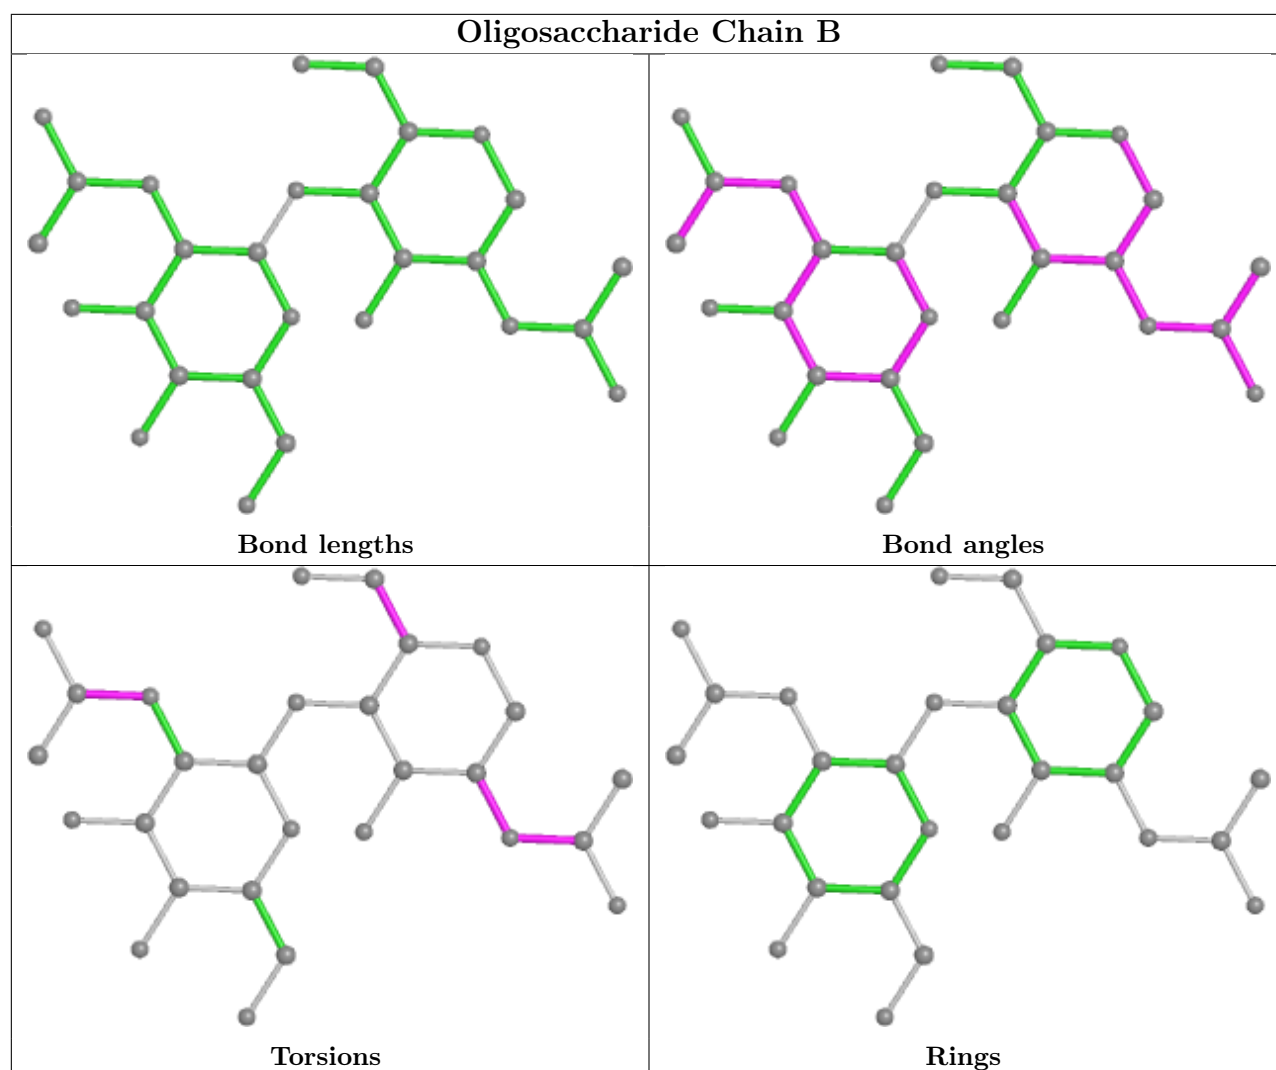 Oligosaccharide Chain B
Bond lengths
Bond angles
Torsions
Rings